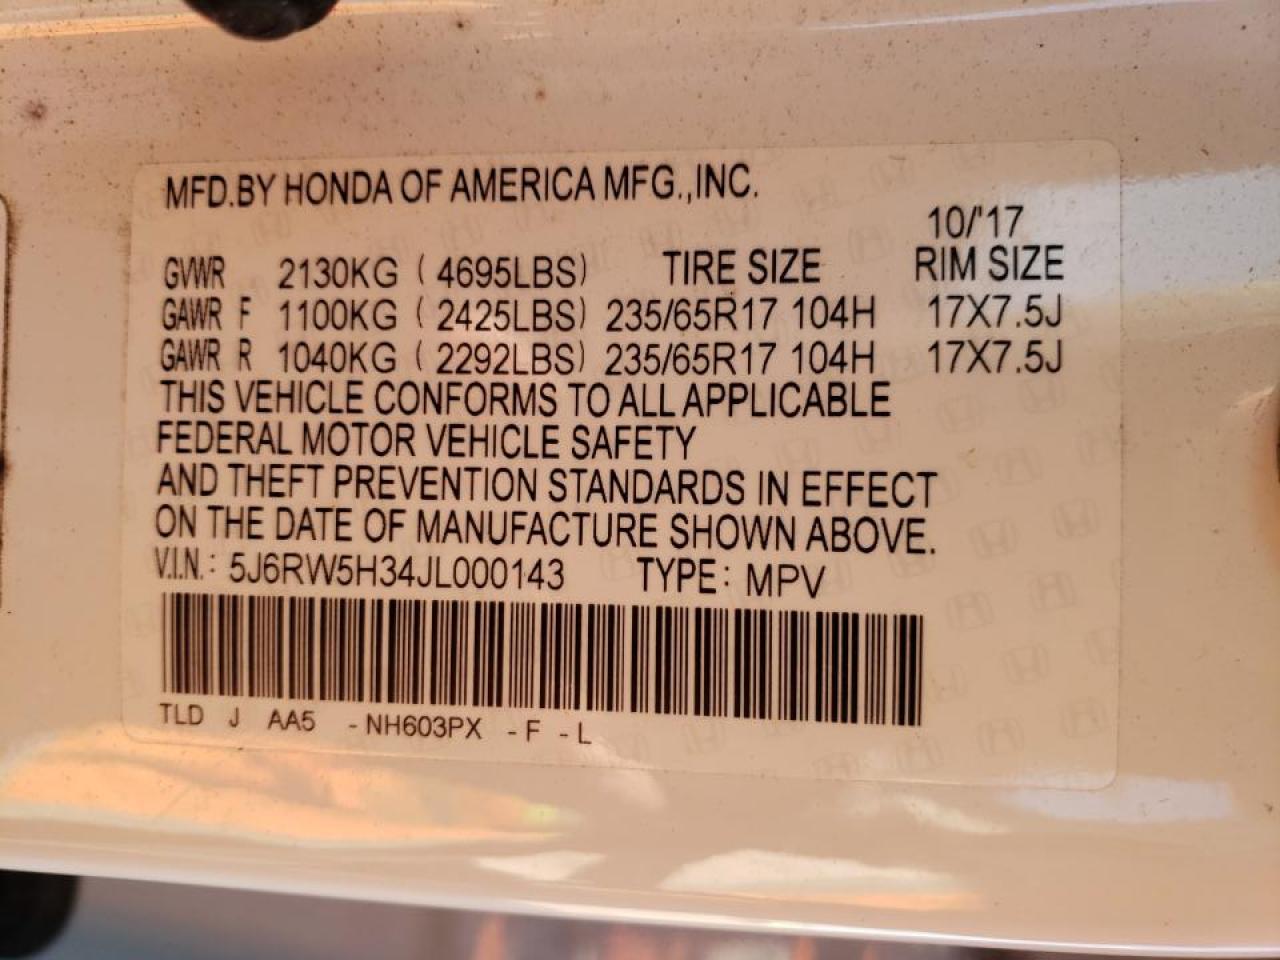 MFD.BY HONDA OF AMERICA MFG.,INC.
10/'17
GVWR 2130KG (4695LBS) TIRE SIZE RIM SIZE
GAWR F 1100KG (2425LBS) 235/65R17 104H 17X7.5J
GAWR R 1040KG (2292LBS) 235/65R17 104H 17X7.5J
THIS VEHICLE CONFORMS TO ALL APPLICABLE
FEDERAL MOTOR VEHICLE SAFETY
AND THEFT PREVENTION STANDARDS IN EFFECT
ON THE DATE OF MANUFACTURE SHOWN ABOVE.
V.I.N.: 5J6RW5H34JL000143 TYPE: MPV
TLD J AA5 -NH603PX -F -L